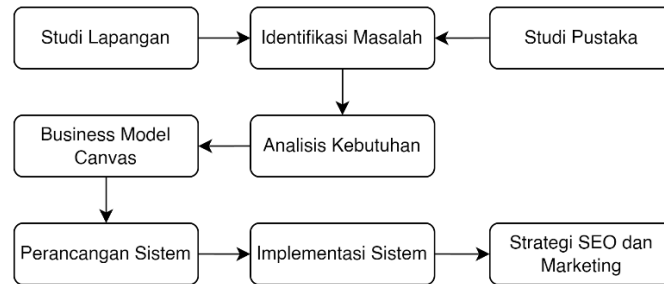 Studi Lapangan
Identifikasi Masalah
Studi Pustaka
Business Model
Canvas
Analisis Kebutuhan
Perancangan Sistem
Implementasi Sistem
Strategi SEO dan
Marketing